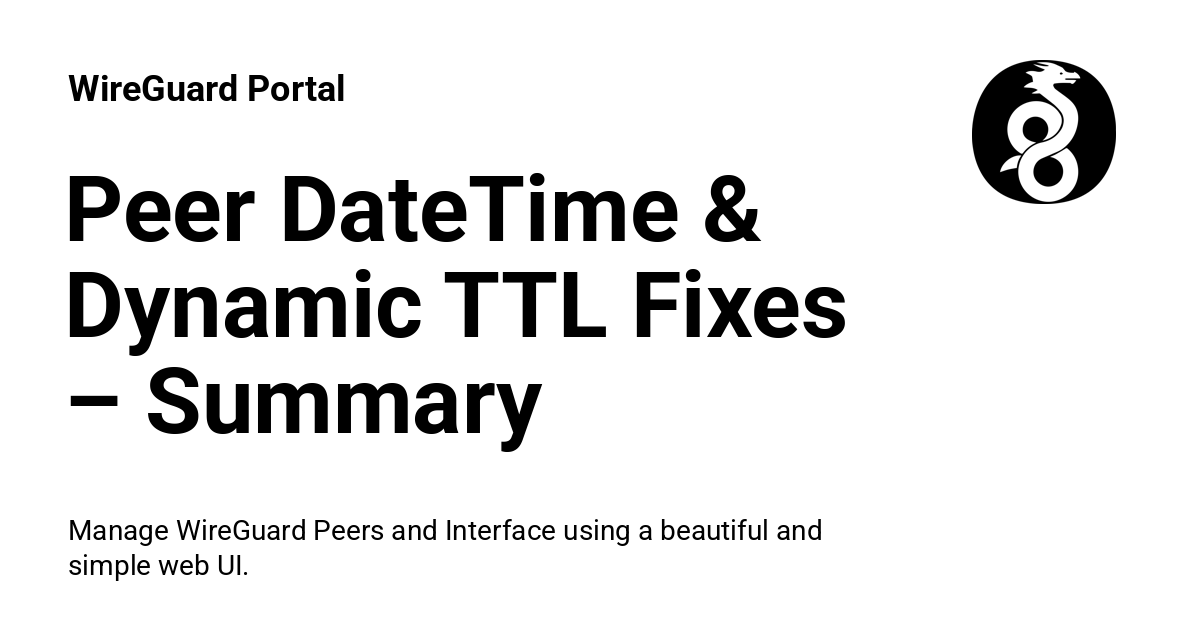 WireGuard Portal
Peer DateTime &
Dynamic TTL Fixes
– Summary
Manage WireGuard Peers and Interface using a beautiful and
simple web UI.